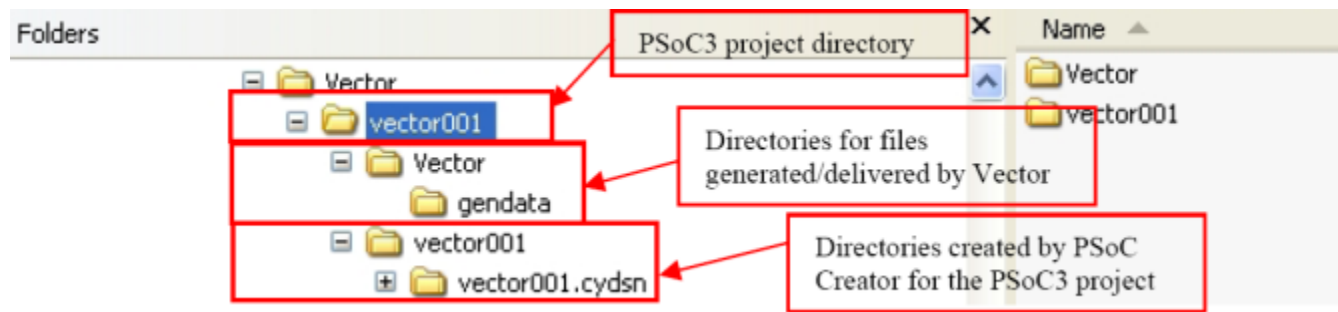 Folders
×
Name
PSoC3 project directory
Vector
vector001
Vector
gendata
vector001
vector001.cydsn
Directories for files
generated/delivered by Vector
Directories created by PSoC
Creator for the PSoC3 project
Vector
vector001